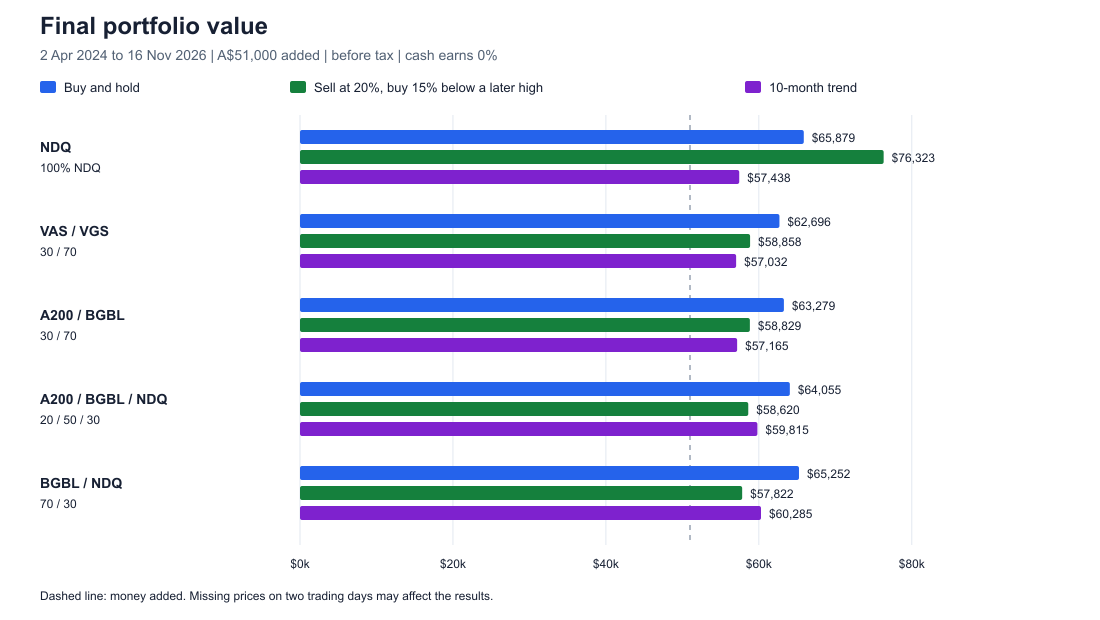 Final portfolio value
2 Apr 2024 to 16 Nov 2026 | A$51,000 added | before tax | cash earns 0%
Buy and hold
Sell at 20%, buy 15% below a later high
10-month trend
NDQ
100% NDQ
$65,879
$76,323
$57,438
VAS / VGS
30 / 70
$62,696
$58,858
$57,032
A200 / BGBL
30 / 70
$63,279
$58,829
$57,165
A200 / BGBL / NDQ
20 / 50 / 30
$64,055
$58,620
$59,815
BGBL / NDQ
70 / 30
$65,252
$57,822
$60,285
$0k $20k $40k $60k $80k
Dashed line: money added. Missing prices on two trading days may affect the results.